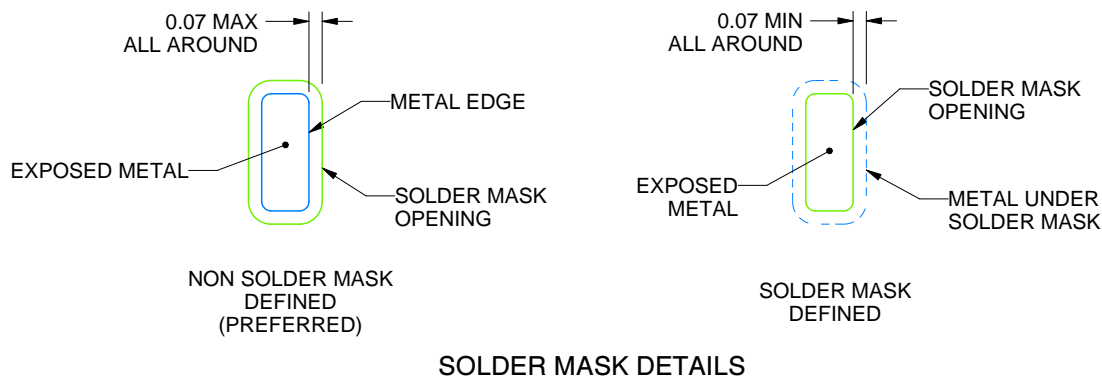 0.07 MAX
ALL AROUND
METAL EDGE
EXPOSED METAL
SOLDER MASK
OPENING
NON SOLDER MASK
DEFINED
(PREFERRED)
0.07 MIN
ALL AROUND
SOLDER MASK
OPENING
EXPOSED
METAL
METAL UNDER
SOLDER MASK
SOLDER MASK
DEFINED
SOLDER MASK DETAILS